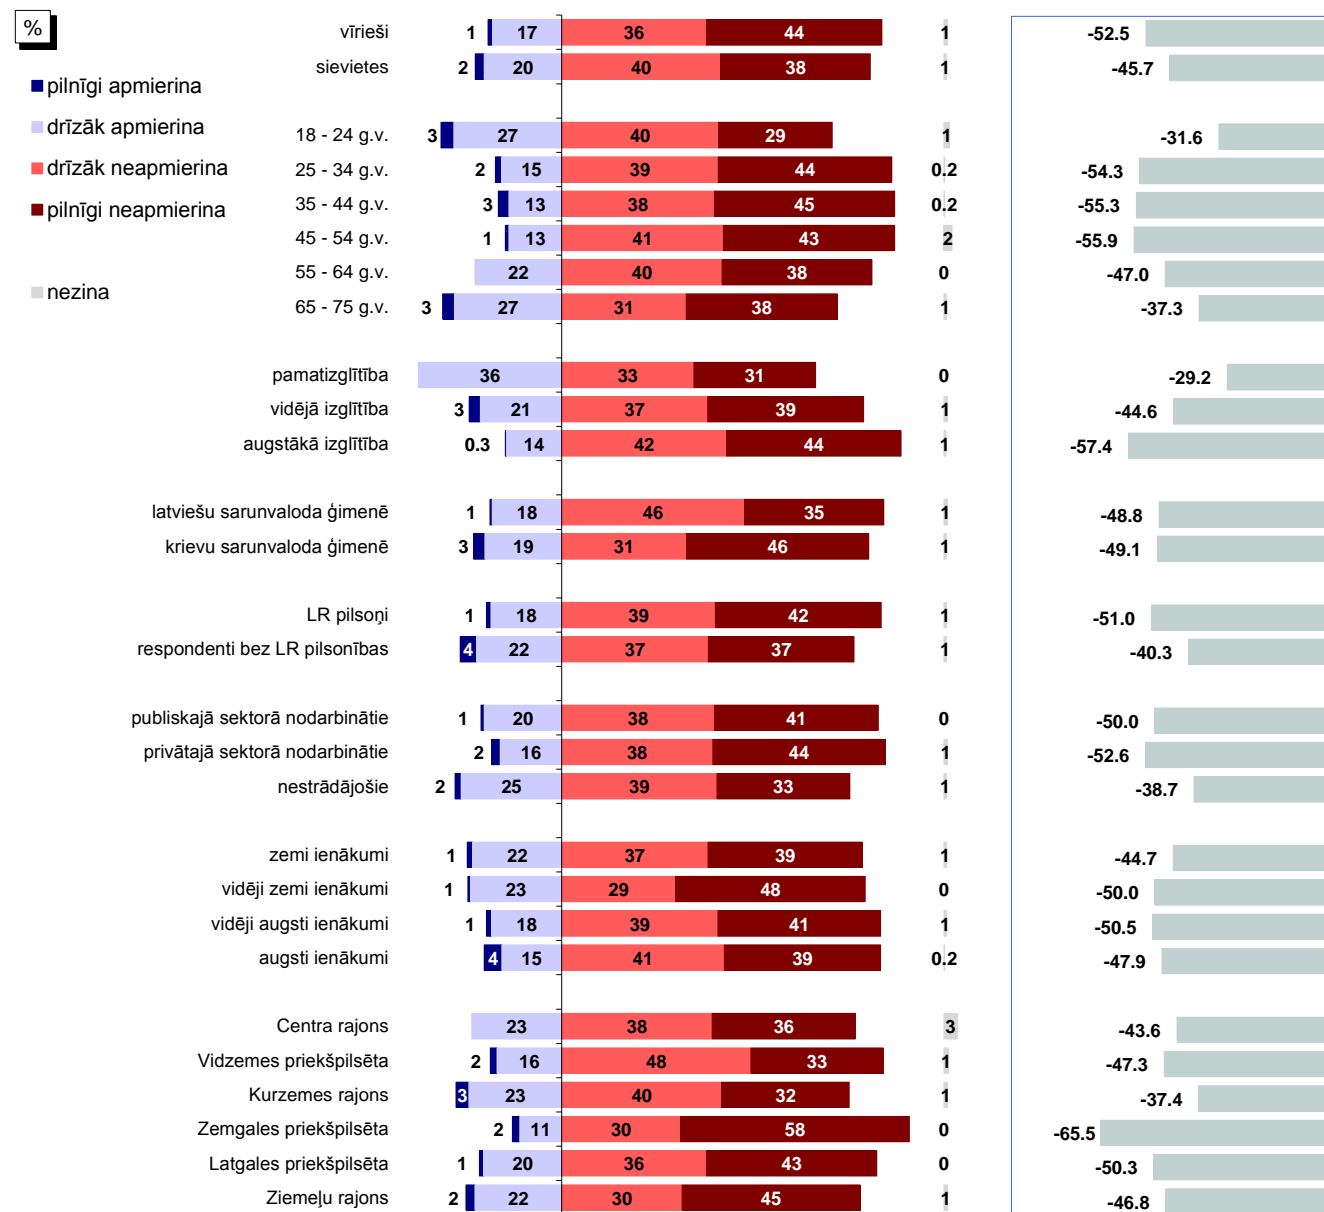 %
pilnīgi apmierina
drīzāk apmierina
drīzāk neapmierina
pilnīgi neapmierina
nezina
vīrieši 1 17 36 44 1 -52.5
sievietes 2 20 40 38 1 -45.7
18 - 24 g.v. 3 27 40 29 1 -31.6
25 - 34 g.v. 2 15 39 44 0.2 -54.3
35 - 44 g.v. 3 13 38 45 0.2 -55.3
45 - 54 g.v. 1 13 41 43 2 -55.9
55 - 64 g.v. 22 40 38 0 -47.0
65 - 75 g.v. 3 27 31 38 1 -37.3
pamatizglītība 36 33 31 0 -29.2
vidējā izglītība 3 21 37 39 1 -44.6
augstākā izglītība 0.3 14 42 44 1 -57.4
latviešu sarunvaloda ģimenē 1 18 46 35 1 -48.8
krievu sarunvaloda ģimenē 3 19 31 46 1 -49.1
LR pilsoņi 1 18 39 42 1 -51.0
respondenti bez LR pilsonības 4 22 37 37 1 -40.3
publiskajā sektorā nodarbinātie 1 20 38 41 0 -50.0
privātajā sektorā nodarbinātie 2 16 38 44 1 -52.6
nestrādājošie 2 25 39 33 1 -38.7
zemi ienākumi 1 22 37 39 1 -44.7
vidēji zemi ienākumi 1 23 29 48 0 -50.0
vidēji augsti ienākumi 1 18 39 41 1 -50.5
augsti ienākumi 4 15 41 39 0.2 -47.9
Centra rajons 23 38 36 3 -43.6
Vidzemes priekšpilsēta 2 16 48 33 1 -47.3
Kurzemes rajons 3 23 40 32 1 -37.4
Zemgales priekšpilsēta 2 11 30 58 0 -65.5
Latgales priekšpilsēta 1 20 36 43 0 -50.3
Ziemeļu rajons 2 22 30 45 1 -46.8